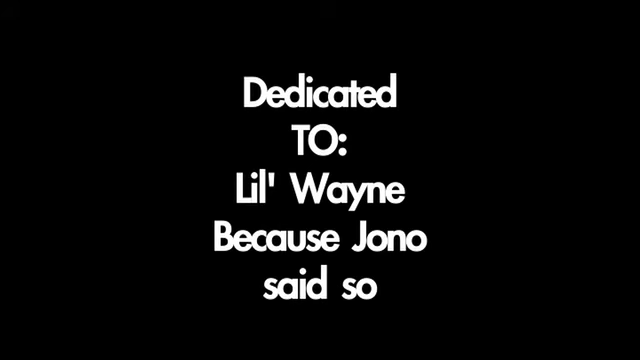 Dedicated
TO:
Lil' Wayne
Because Jono
said so